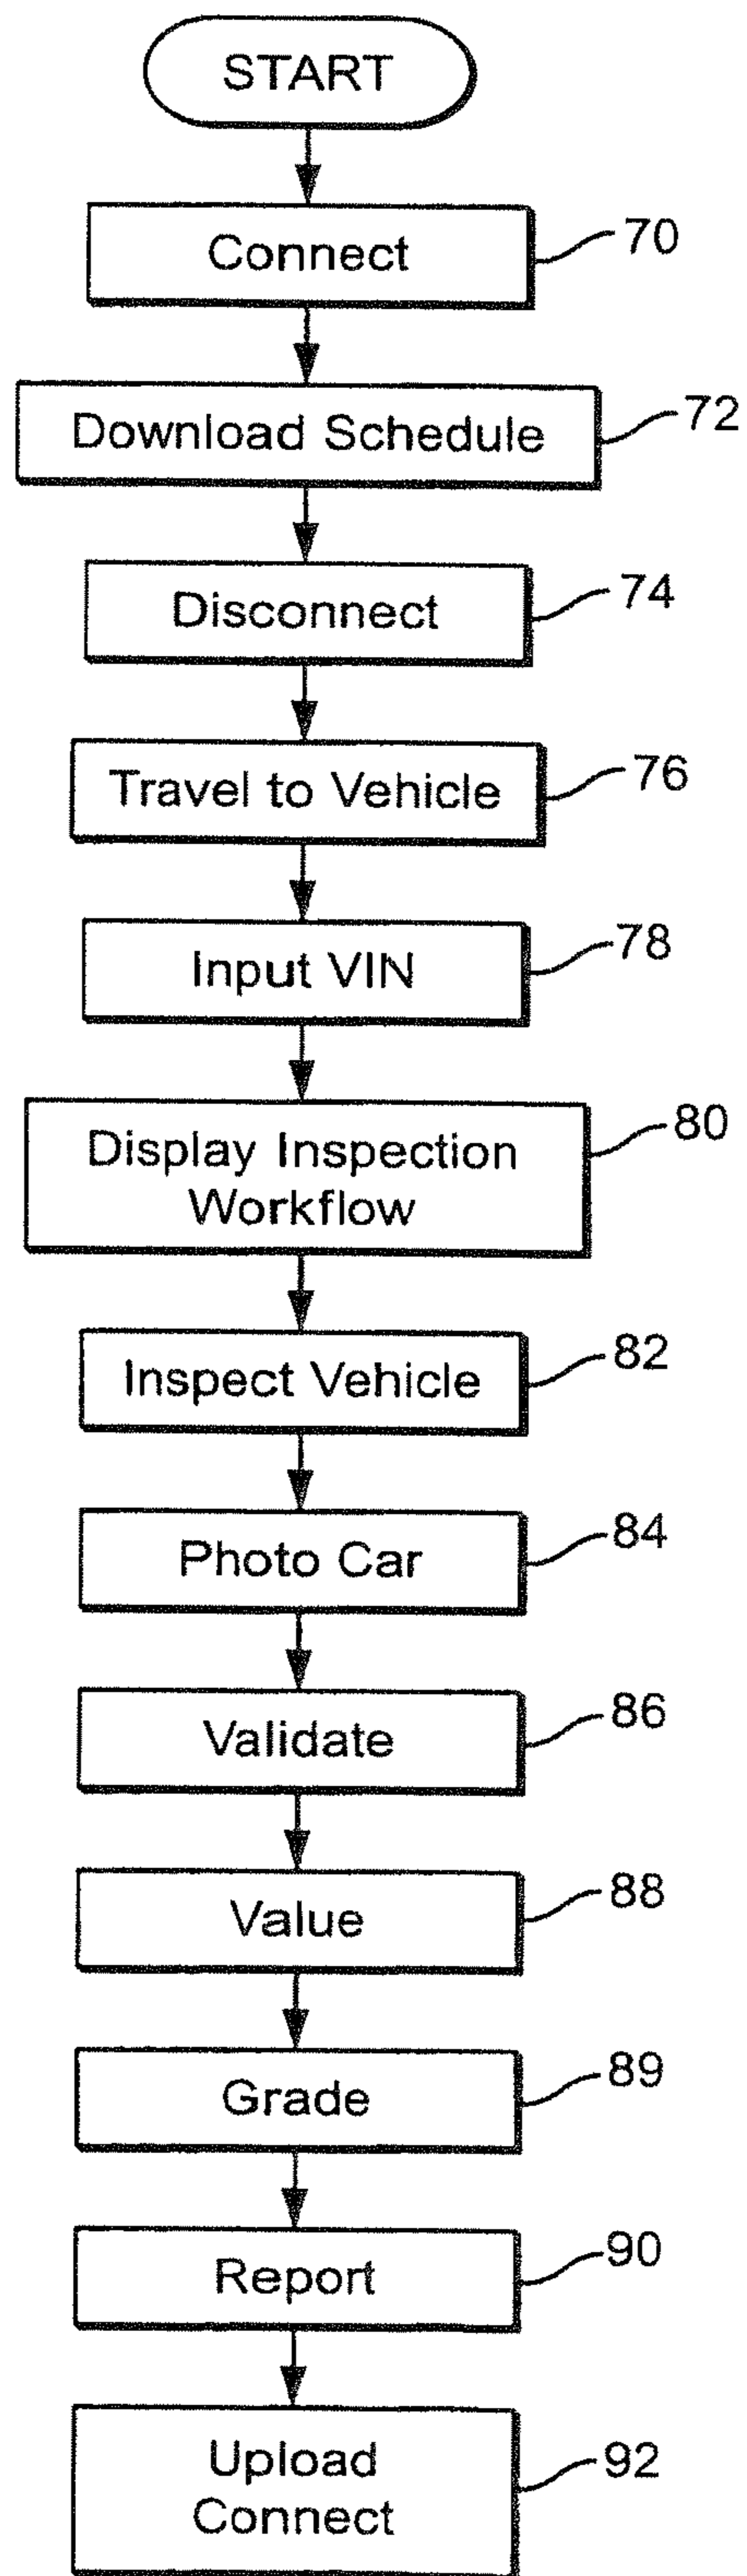 START
Connect
70
Download Schedule
72
Disconnect
74
Travel to Vehicle
76
Input VIN
78
Display Inspection
Workflow
80
Inspect Vehicle
82
Photo Car
84
Validate
86
Value
88
Grade
89
Report
90
Upload
Connect
92